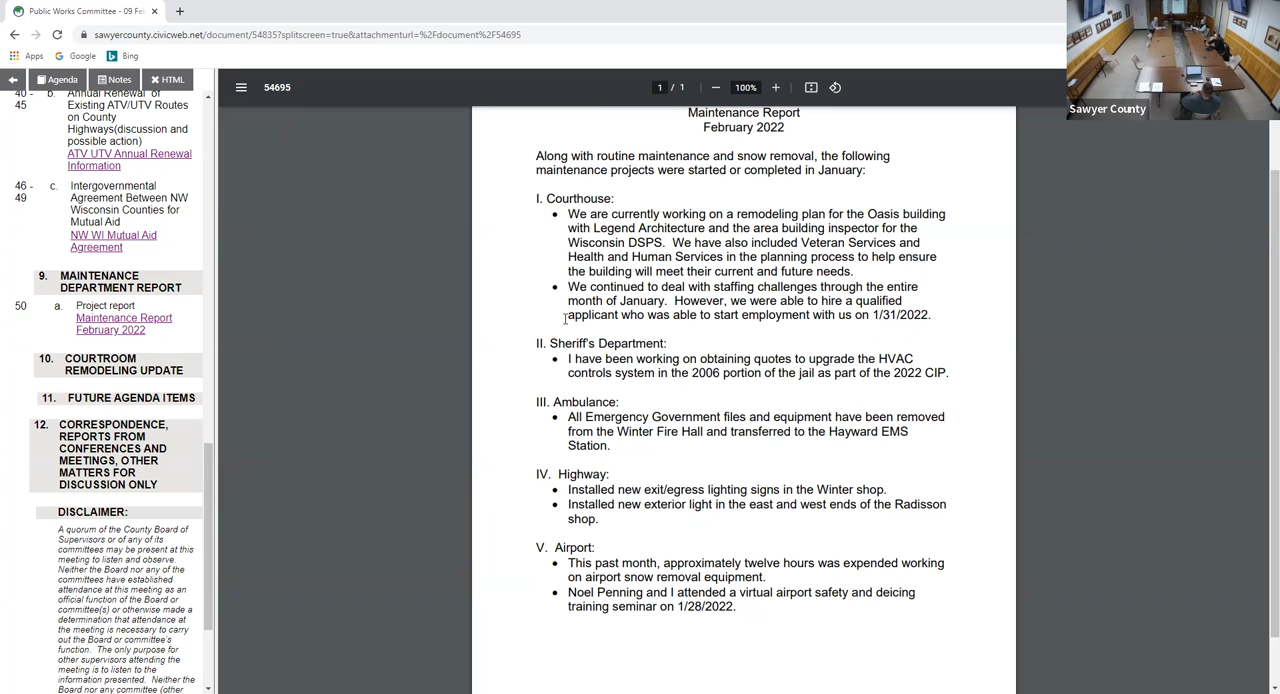 Public Works Committee - 09 Fe
sawyercounty.civicweb.net/document/54835?splitscreen=true&attachmenturl=%2Fdocument%2F54695
Apps
Google
Bing
Agenda
Notes
HTML
54695
1 / 1
100%
Sawyer County
40 - b. Annual Renewal of
45 Existing ATV/UTV Routes
on County
Highways(discussion and
possible action)
ATV UTV Annual Renewal
Information
46 - c. Intergovernmental
49 Agreement Between NW
Wisconsin Counties for
Mutual Aid
NW WI Mutual Aid
Agreement
9. MAINTENANCE
DEPARTMENT REPORT
50 a. Project report
Maintenance Report
February 2022
10. COURTROOM
REMODELING UPDATE
11. FUTURE AGENDA ITEMS
12. CORRESPONDENCE,
REPORTS FROM
CONFERENCES AND
MEETINGS, OTHER
MATTERS FOR
DISCUSSION ONLY
DISCLAIMER:
A quorum of the County Board of
Supervisors or of any of its
committees may be present at this
meeting to listen and observe.
Neither the Board nor any of the
committees have established
attendance at this meeting as an
official function of the Board or
committee(s) or otherwise made a
determination that attendance at
the meeting is necessary to carry
out the Board or committee's
function. The only purpose for
other supervisors attending the
meeting is to listen to the
information presented. Neither the
Board nor any committee (other
Maintenance Report
February 2022
Along with routine maintenance and snow removal, the following
maintenance projects were started or completed in January:
I. Courthouse:
• We are currently working on a remodeling plan for the Oasis building
with Legend Architecture and the area building inspector for the
Wisconsin DSPS. We have also included Veteran Services and
Health and Human Services in the planning process to help ensure
the building will meet their current and future needs.
• We continued to deal with staffing challenges through the entire
month of January. However, we were able to hire a qualified
applicant who was able to start employment with us on 1/31/2022.
II. Sheriff's Department:
• I have been working on obtaining quotes to upgrade the HVAC
controls system in the 2006 portion of the jail as part of the 2022 CIP.
III. Ambulance:
• All Emergency Government files and equipment have been removed
from the Winter Fire Hall and transferred to the Hayward EMS
Station.
IV. Highway:
• Installed new exit/egress lighting signs in the Winter shop.
• Installed new exterior light in the east and west ends of the Radisson
shop.
V. Airport:
• This past month, approximately twelve hours was expended working
on airport snow removal equipment.
• Noel Penning and I attended a virtual airport safety and deicing
training seminar on 1/28/2022.